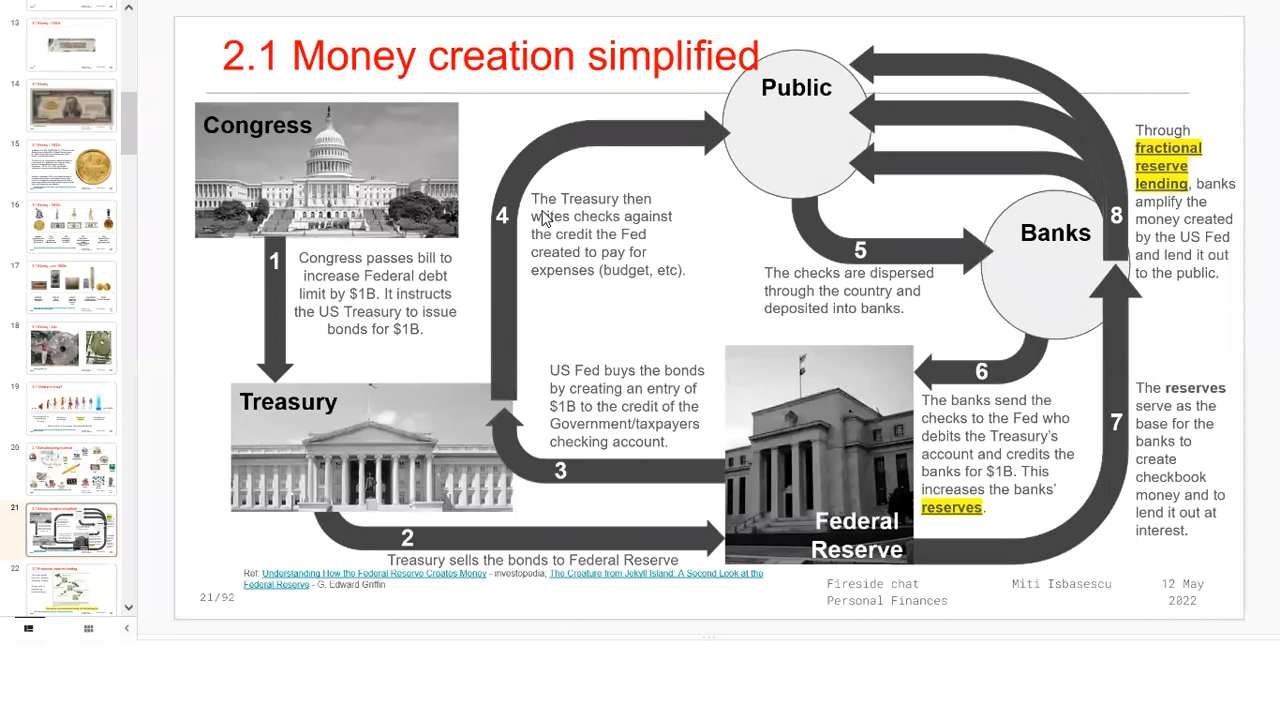 2.1 Money creation simplified
Congress
Public
Banks
Treasury
Federal
Reserve
1
Congress passes bill to
increase Federal debt
limit by $1B. It instructs
the US Treasury to issue
bonds for $1B.
2
Treasury sells the bonds to Federal Reserve
3
US Fed buys the bonds
by creating an entry of
$1B to the credit of the
Government/taxpayers
checking account.
4
The Treasury then
writes checks against
the credit the Fed
created to pay for
expenses (budget, etc).
5
The checks are dispersed
through the country and
deposited into banks.
6
The banks send the
checks to the Fed who
debits the Treasury's
account and credits the
banks for $1B. This
increases the banks'
reserves.
7
The reserves
serve as the
base for the
banks to
create
checkbook
money and to
lend it out at
interest.
8
Through
fractional
reserve
lending, banks
amplify the
money created
by the US Fed
and lend it out
to the public.
Ref: Understanding How the Federal Reserve Creates Money - investopedia; The Creature from Jekyll Island: A Second Look at the
Federal Reserve - G. Edward Griffin
21/92
Fireside chat
Personal Finances
Miti Isbasescu
12 May
2022
13
14
15
16
17
18
19
20
21
22